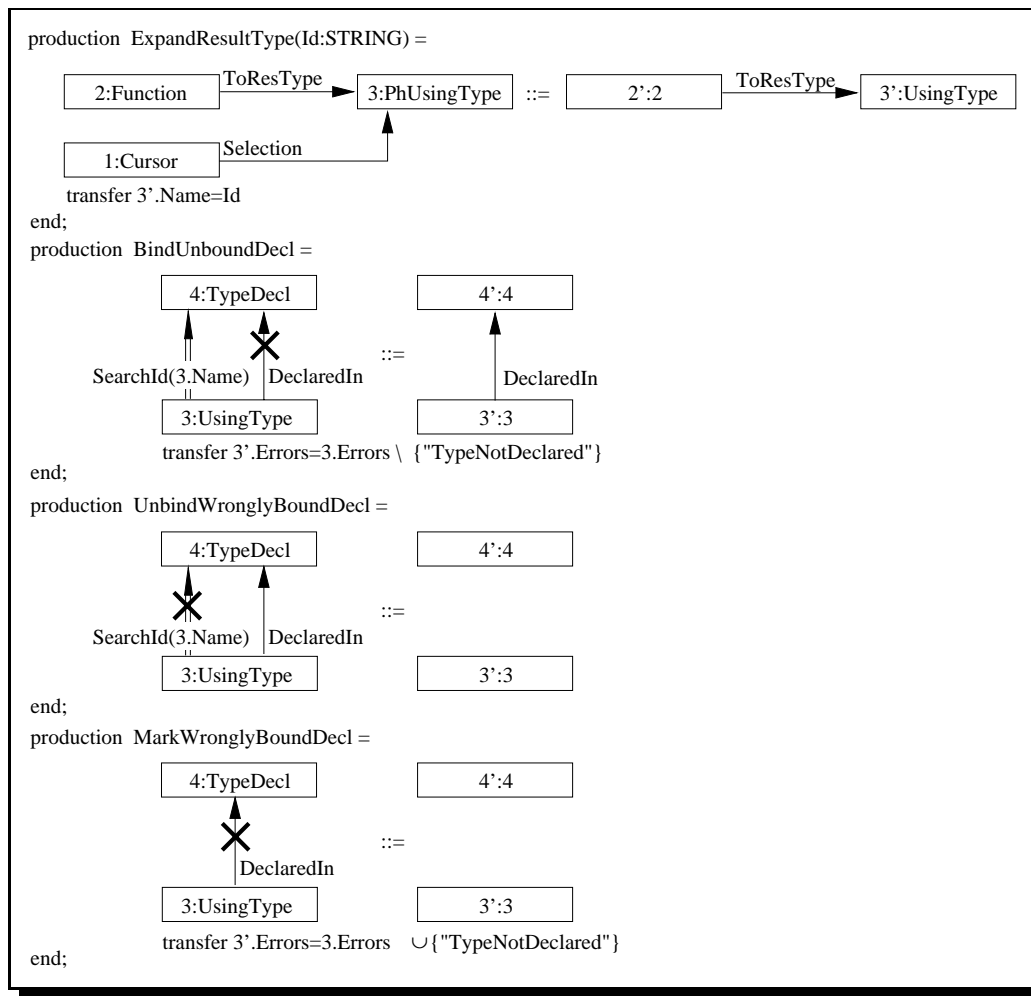 production ExpandResultType(Id:STRING) =
2:Function ToResType 3:PhUsingType ::= 2':2 ToResType 3':UsingType
1:Cursor Selection
transfer 3'.Name=Id
end;
production BindUnboundDecl =
4:TypeDecl 4':4
::=
SearchId(3.Name) DeclaredIn DeclaredIn
3:UsingType 3':3
transfer 3'.Errors=3.Errors \ {"TypeNotDeclared"}
end;
production UnbindWronglyBoundDecl =
4:TypeDecl 4':4
::=
SearchId(3.Name) DeclaredIn
3:UsingType 3':3
end;
production MarkWronglyBoundDecl =
4:TypeDecl 4':4
::=
DeclaredIn
3:UsingType 3':3
transfer 3'.Errors=3.Errors ∪{"TypeNotDeclared"}
end;